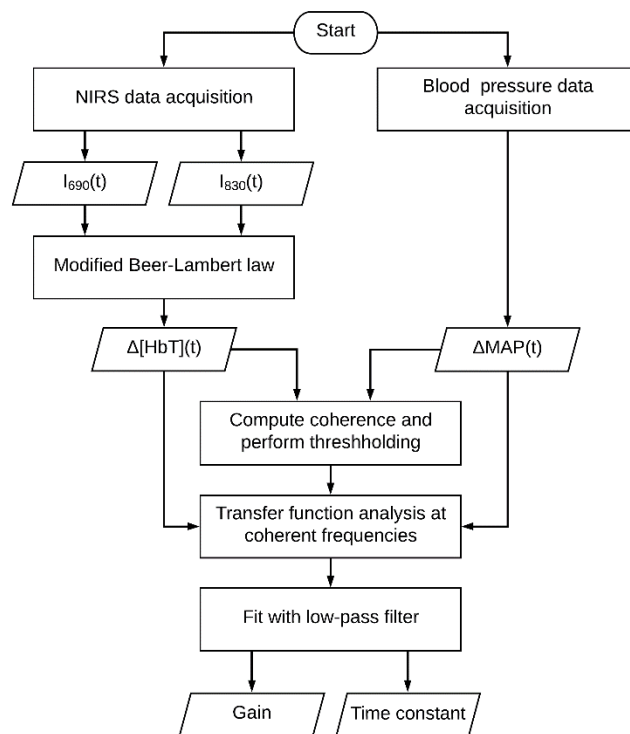 Start
NIRS data acquisition
Blood pressure data
acquisition
I₆₉₀(t)
I₈₃₀(t)
Modified Beer-Lambert law
Δ[HbT](t)
ΔMAP(t)
Compute coherence and
perform threshholding
Transfer function analysis at
coherent frequencies
Fit with low-pass filter
Gain
Time constant